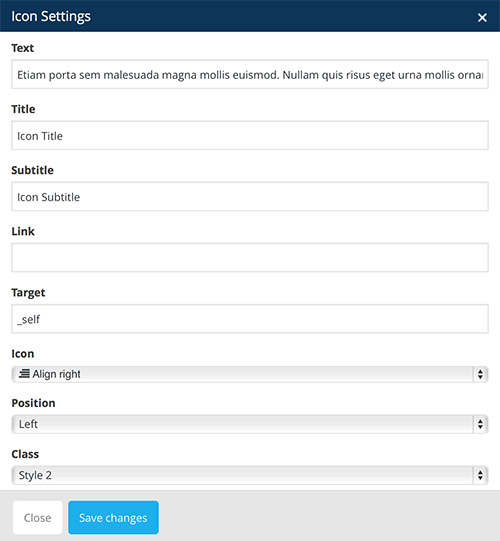 Icon Settings
Text
Etiam porta sem malesuada magna mollis euismod. Nullam quis risus eget urna mollis ornar
Title
Icon Title
Subtitle
Icon Subtitle
Link
Target
_self
Icon
Align right
Position
Left
Class
Style 2
Close
Save changes